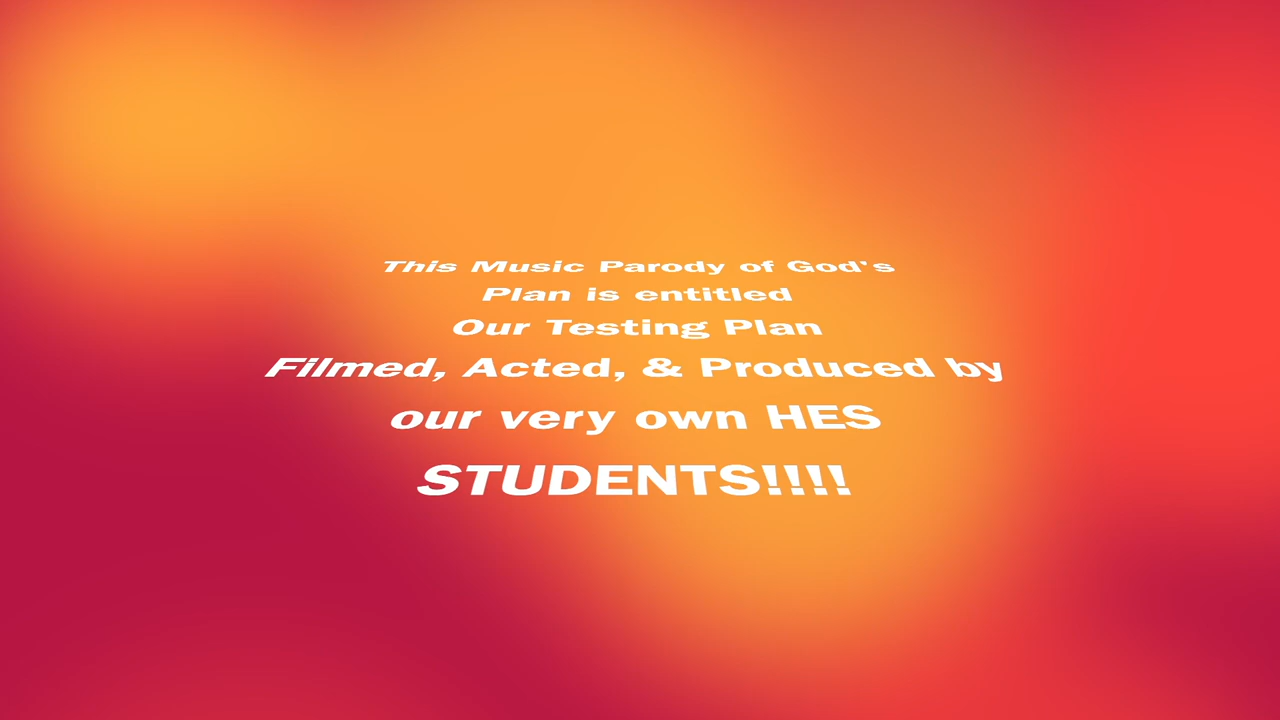 This Music Parody of God's
Plan is entitled
Our Testing Plan
Filmed, Acted, & Produced by
our very own HES
STUDENTS!!!!